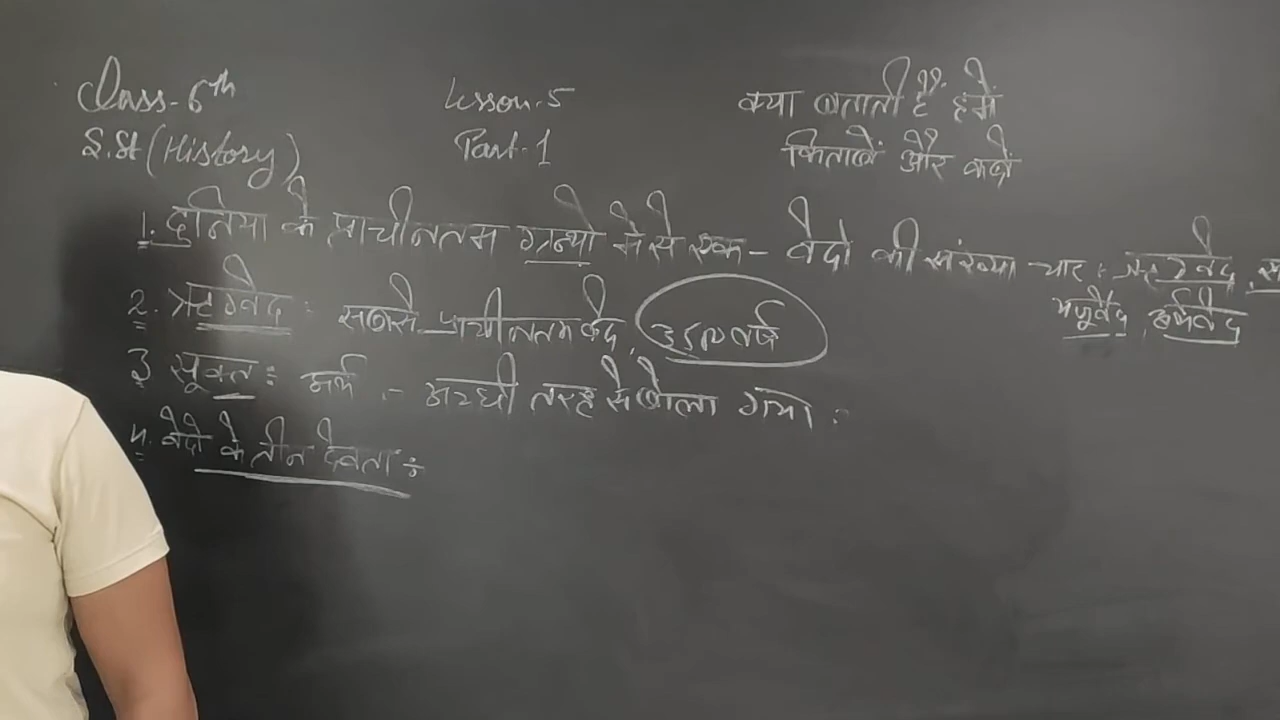 Class-6th Lesson-5 क्या बताती हैं हमें
S.St (History) Part-1 किताबें और कब्रें
1. दुनिया के प्राचीनतम ग्रन्थो मे से एक - वेदो की संख्या - चार : ऋग्वेद, सा
यजुर्वेद,
2. ऋग्वेद : सबसे प्राचीनतम वेद, 3500 वर्ष
3 सूक्त : अर्थ :- अच्छी तरह से बोला गया :
4. वेदो के तीन देवता :